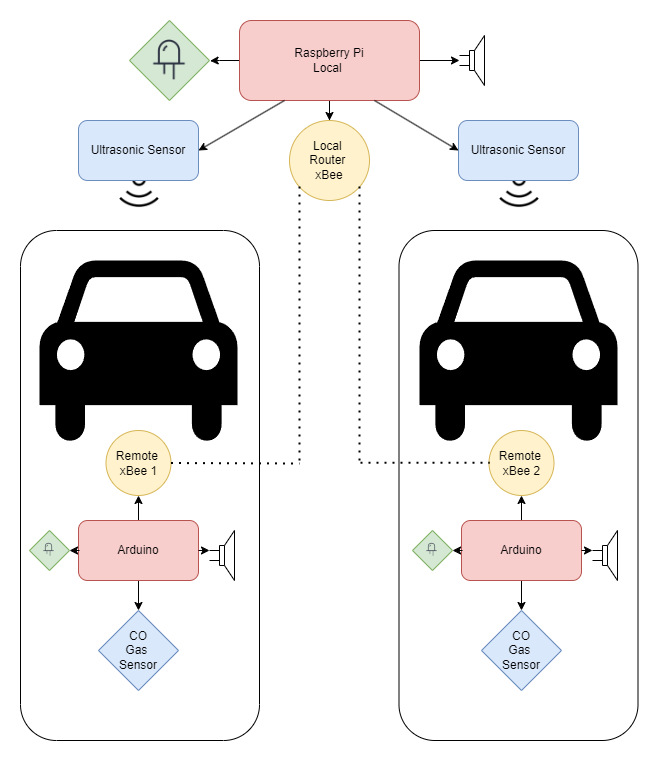 Raspberry Pi
Local
Ultrasonic Sensor
Local
Router
xBee
Ultrasonic Sensor
Remote
xBee 1
Remote
xBee 2
Arduino
Arduino
CO
Gas
Sensor
CO
Gas
Sensor